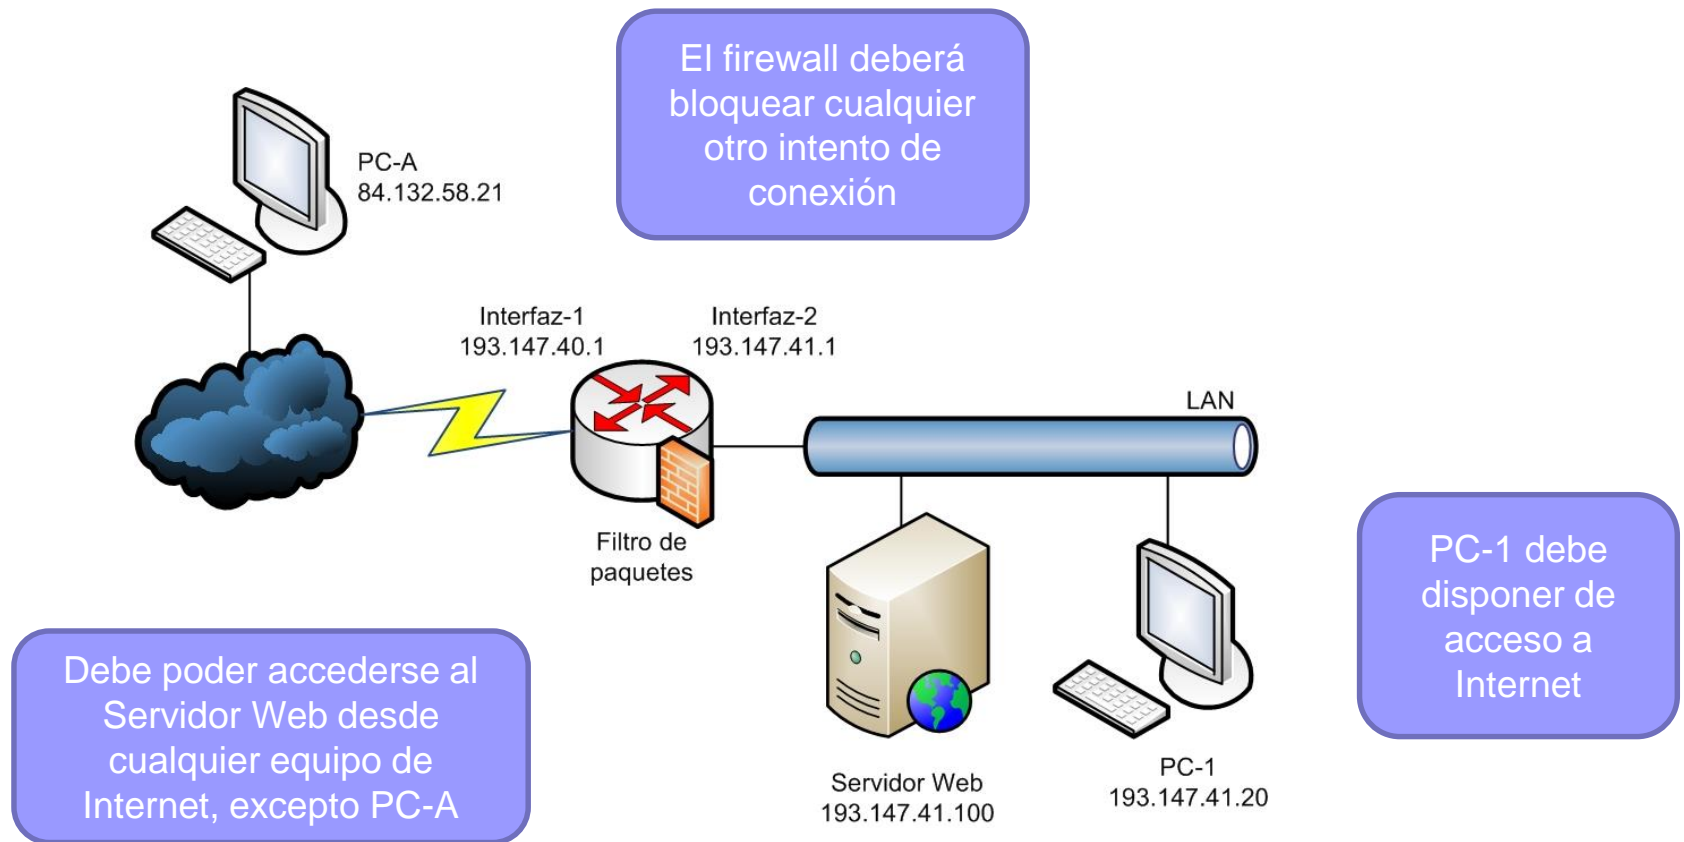 El firewall deberá
bloquear cualquier
otro intento de
conexión
PC-A
84.132.58.21
Interfaz-1
193.147.40.1
Interfaz-2
193.147.41.1
LAN
Filtro de
paquetes
PC-1 debe
disponer de
acceso a
Internet
Debe poder accederse al
Servidor Web desde
cualquier equipo de
Internet, excepto PC-A
Servidor Web
193.147.41.100
PC-1
193.147.41.20